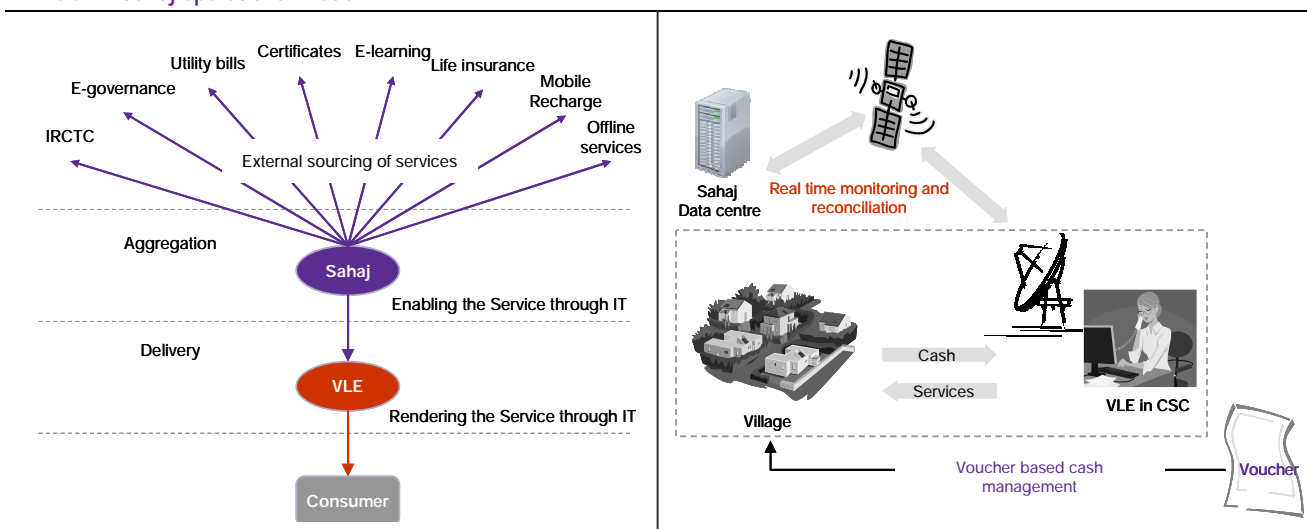 Certificates
E-learning
Utility bills
Life insurance
E-governance
Mobile
Recharge
IRCTC
Offline
services
External sourcing of services
Aggregation
Sahaj
Enabling the Service through IT
Delivery
VLE
Rendering the Service through IT
Consumer
Sahaj
Data centre
Real time monitoring and
reconciliation
Cash
Services
Village
VLE in CSC
Voucher based cash
management
Voucher